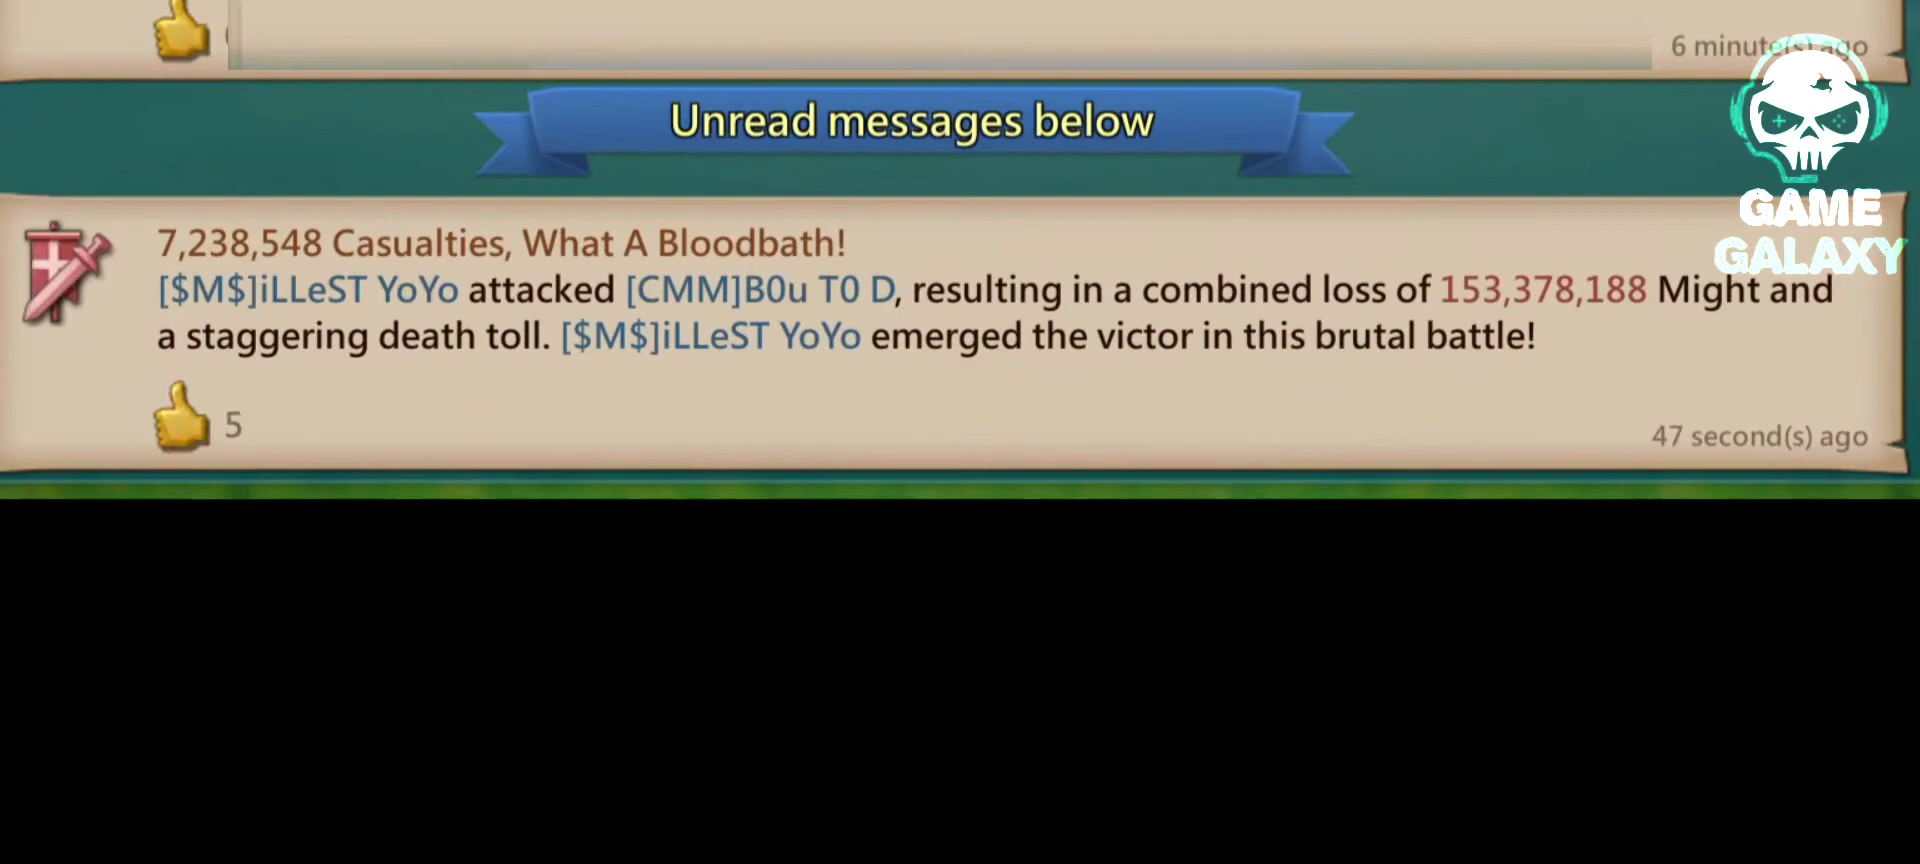 6 minute(s) ago
Unread messages below
GAME
GALAXY
7,238,548 Casualties, What A Bloodbath!
[$M$]iLLeST YoYo attacked [CMM]B0u T0 D, resulting in a combined loss of 153,378,188 Might and
a staggering death toll. [$M$]iLLeST YoYo emerged the victor in this brutal battle!
5
47 second(s) ago